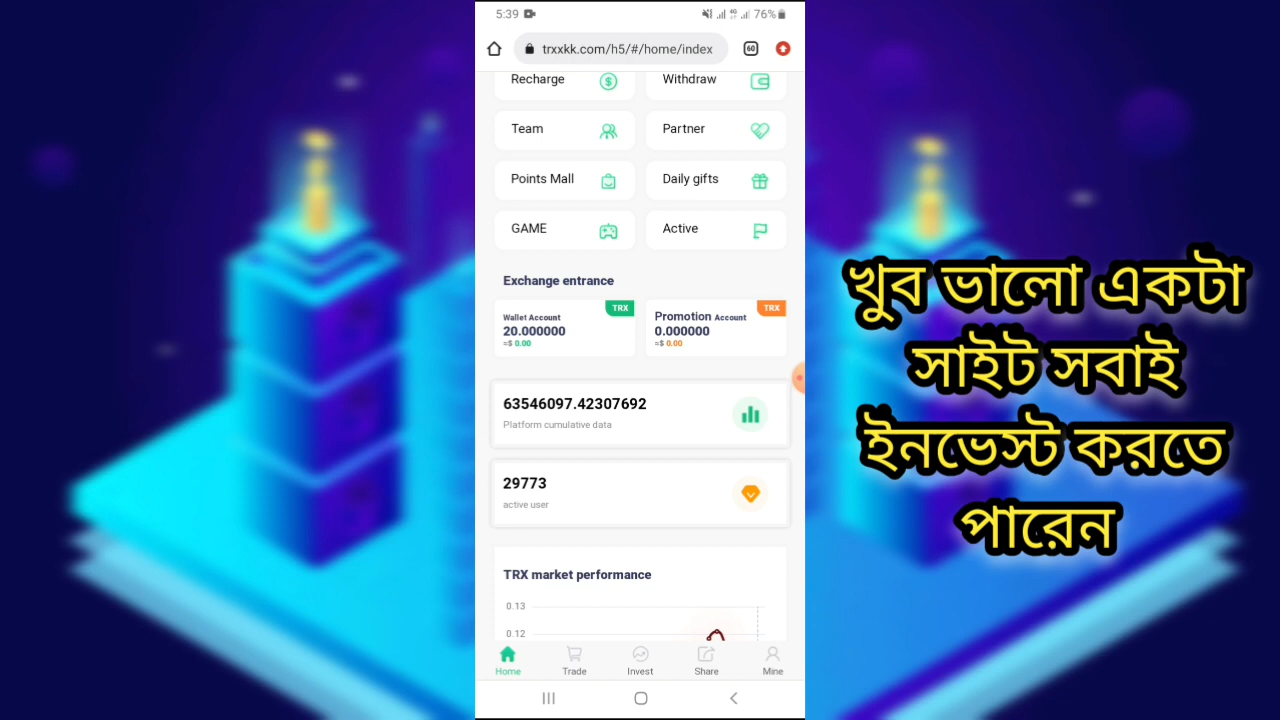 5:39 4G 76%
trxxkk.com/h5/#/home/index 60
Recharge Withdraw
Team Partner
Points Mall Daily gifts
GAME Active
Exchange entrance
TRX TRX
Wallet Account Promotion Account
20.000000 0.000000
≈$ 0.00 ≈$ 0.00
63546097.42307692
Platform cumulative data
29773
active user
TRX market performance
0.13
0.12
Home Trade Invest Share Mine
খুব ভালো একটা
সাইট সবাই
ইনভেস্ট করতে
পারেন